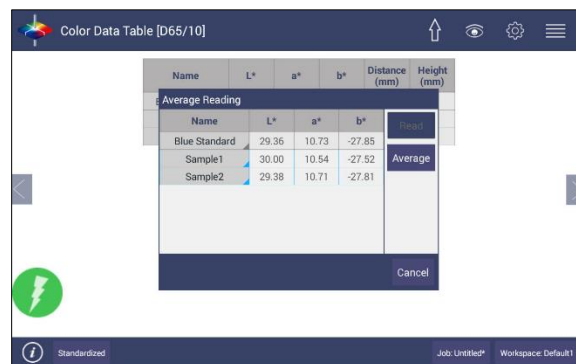 Color Data Table [D65/10]
Name L* a* b* Distance (mm) Height (mm)
Average Reading
Name L* a* b*
Read
Blue Standard 29.36 10.73 -27.85
Sample1 30.00 10.54 -27.52
Average
Sample2 29.38 10.71 -27.81
Cancel
Standardized
Job: Untitled*
Workspace: Default1